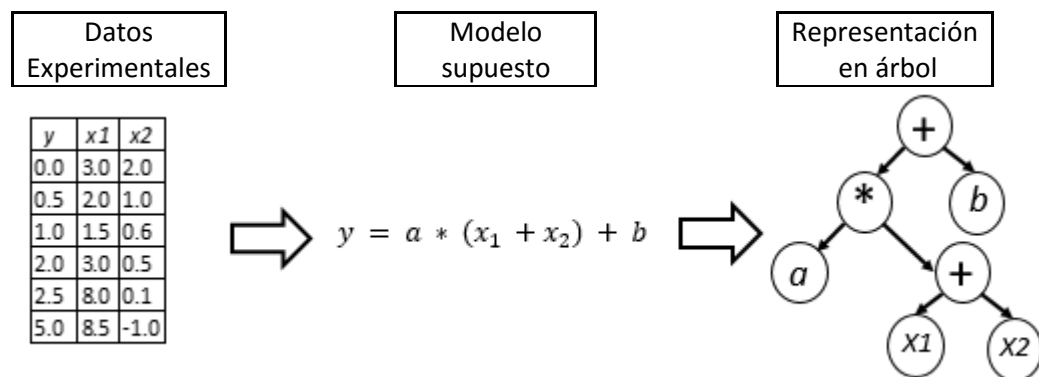 Datos
Experimentales
Modelo
supuesto
Representación
en árbol
y x1 x2
0.0 3.0 2.0
0.5 2.0 1.0
1.0 1.5 0.6
2.0 3.0 0.5
2.5 8.0 0.1
5.0 8.5 -1.0
y = a * (x₁ + x₂) + b
+
* b
a +
X1 X2